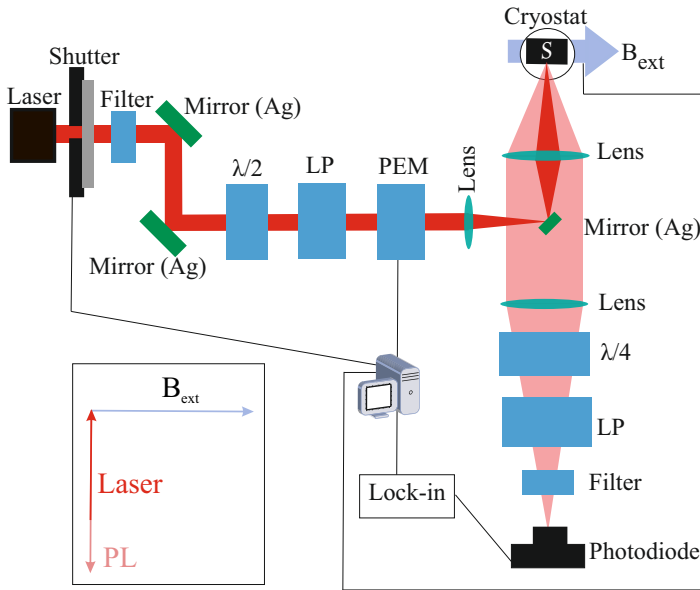 Cryostat
Shutter
S
B_ext
Laser
Filter
Mirror (Ag)
Lens
λ/2
LP
PEM
Lens
Mirror (Ag)
Mirror (Ag)
Lens
λ/4
B_ext
LP
Laser
Lock-in
Filter
PL
Photodiode